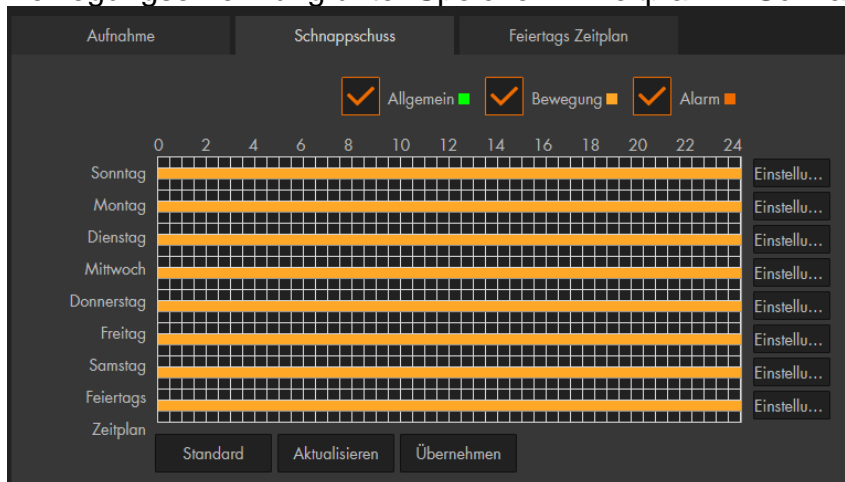 Aufnahme Schnappschuss Feiertags Zeitplan
Allgemein Bewegung Alarm
0 2 4 6 8 10 12 14 16 18 20 22 24
Sonntag Einstellu...
Montag Einstellu...
Dienstag Einstellu...
Mittwoch Einstellu...
Donnerstag Einstellu...
Freitag Einstellu...
Samstag Einstellu...
Feiertags Einstellu...
Zeitplan
Standard Aktualisieren Übernehmen